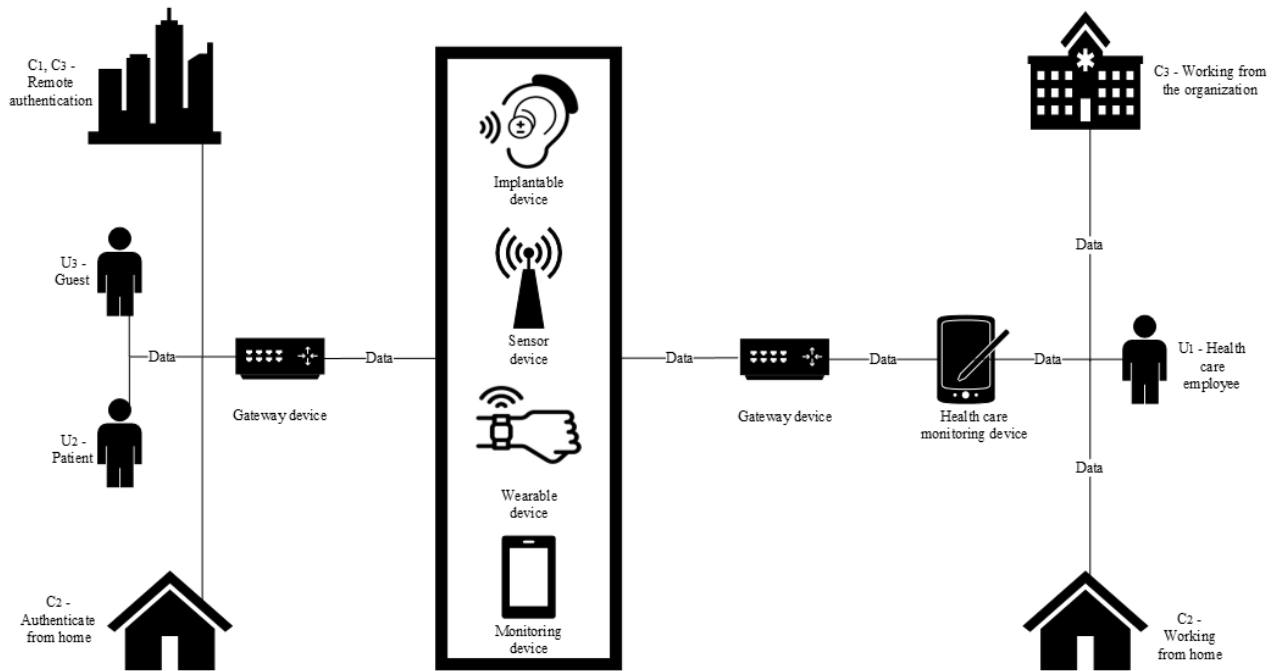 C1, C3 -
Remote
authentication
U3 -
Guest
Data
U2 -
Patient
C2 -
Authenticate
from home
Gateway device
Data
Implantable
device
Sensor
device
Wearable
device
Monitoring
device
Data
Gateway device
Data
Health care
monitoring device
Data
C3 - Working from
the organization
Data
U1 - Health
care
employee
Data
C2 -
Working
from home